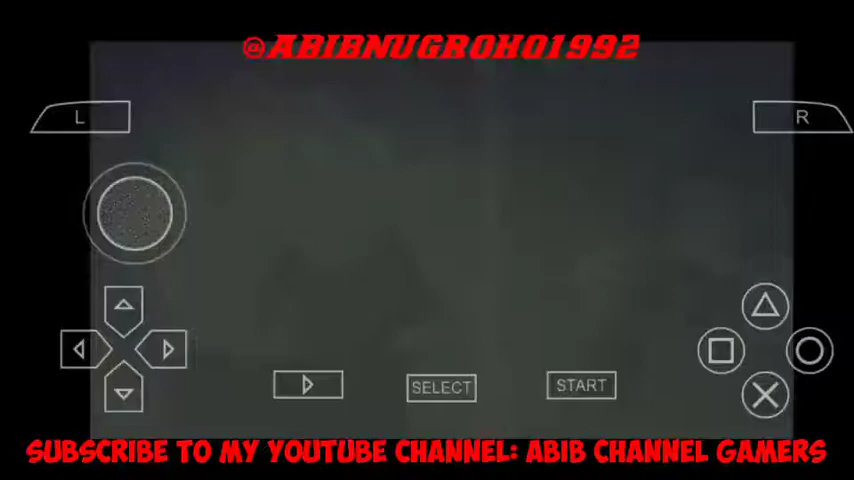 @ABIBNUGROHO1992
L
R
SELECT
START
SUBSCRIBE TO MY YOUTUBE CHANNEL: ABIB CHANNEL GAMERS